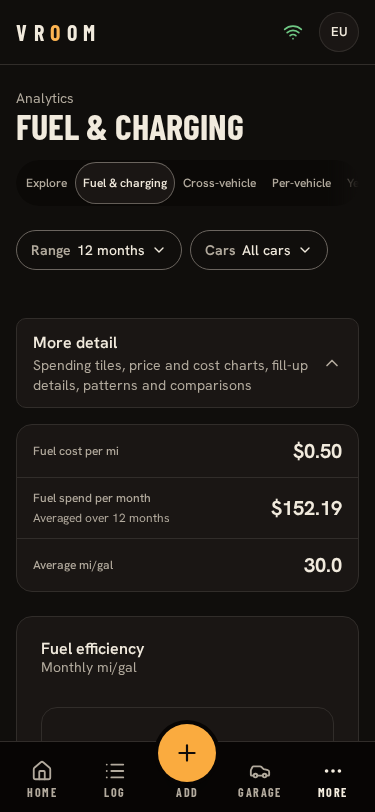 VROOM
EU
Analytics
FUEL & CHARGING
Explore
Fuel & charging
Cross-vehicle
Per-vehicle
Range 12 months
Cars All cars
More detail
Spending tiles, price and cost charts, fill-up
details, patterns and comparisons
Fuel cost per mi
$0.50
Fuel spend per month
Averaged over 12 months
$152.19
Average mi/gal
30.0
Fuel efficiency
Monthly mi/gal
HOME
LOG
ADD
GARAGE
MORE